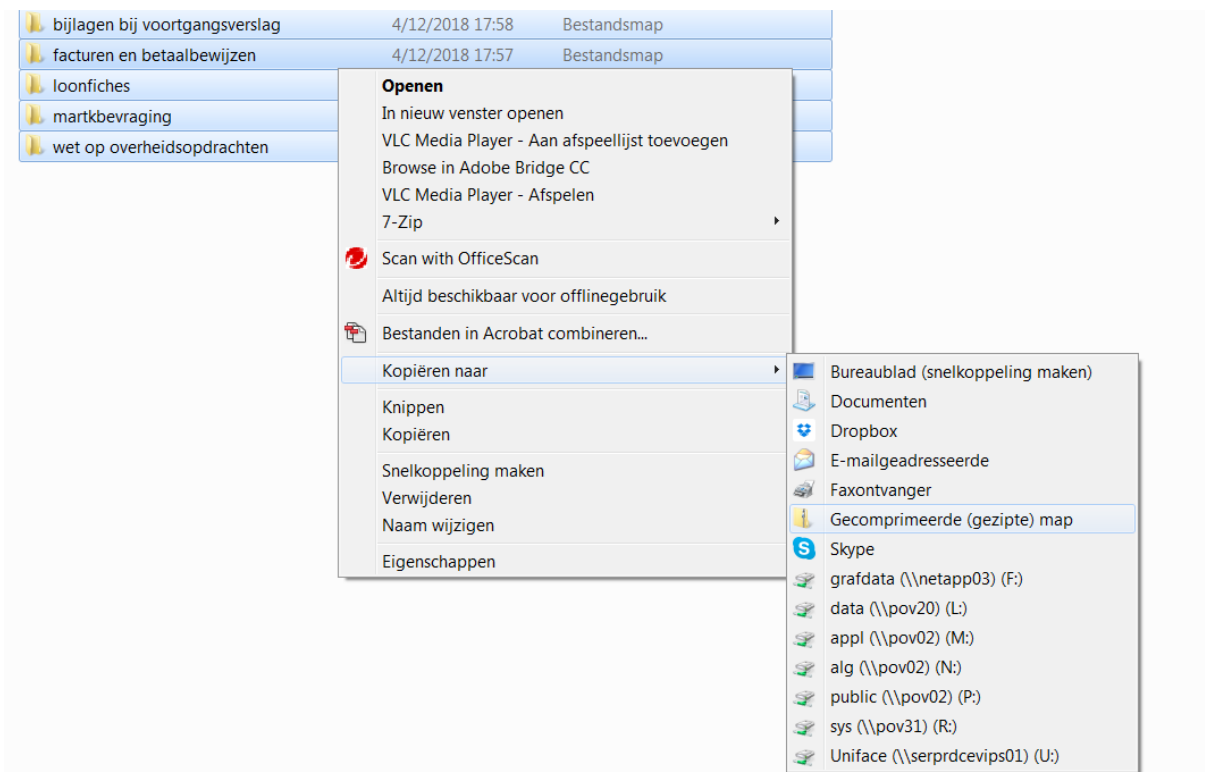 bijlagen bij voortgangsverslag 4/12/2018 17:58 Bestandsmap
facturen en betaalbewijzen 4/12/2018 17:57 Bestandsmap
loonfiches
martkbevraging
wet op overheidsopdrachten
Openen
In nieuw venster openen
VLC Media Player - Aan afspeellijst toevoegen
Browse in Adobe Bridge CC
VLC Media Player - Afspelen
7-Zip
Scan with OfficeScan
Altijd beschikbaar voor offlinegebruik
Bestanden in Acrobat combineren...
Kopiëren naar
Knippen
Kopiëren
Snelkoppeling maken
Verwijderen
Naam wijzigen
Eigenschappen
Bureaublad (snelkoppeling maken)
Documenten
Dropbox
E-mailgeadresseerde
Faxontvanger
Gecomprimeerde (gezipte) map
Skype
grafdata (\\netapp03) (F:)
data (\\pov20) (L:)
appl (\\pov02) (M:)
alg (\\pov02) (N:)
public (\\pov02) (P:)
sys (\\pov31) (R:)
Uniface (\\serprdcevips01) (U:)